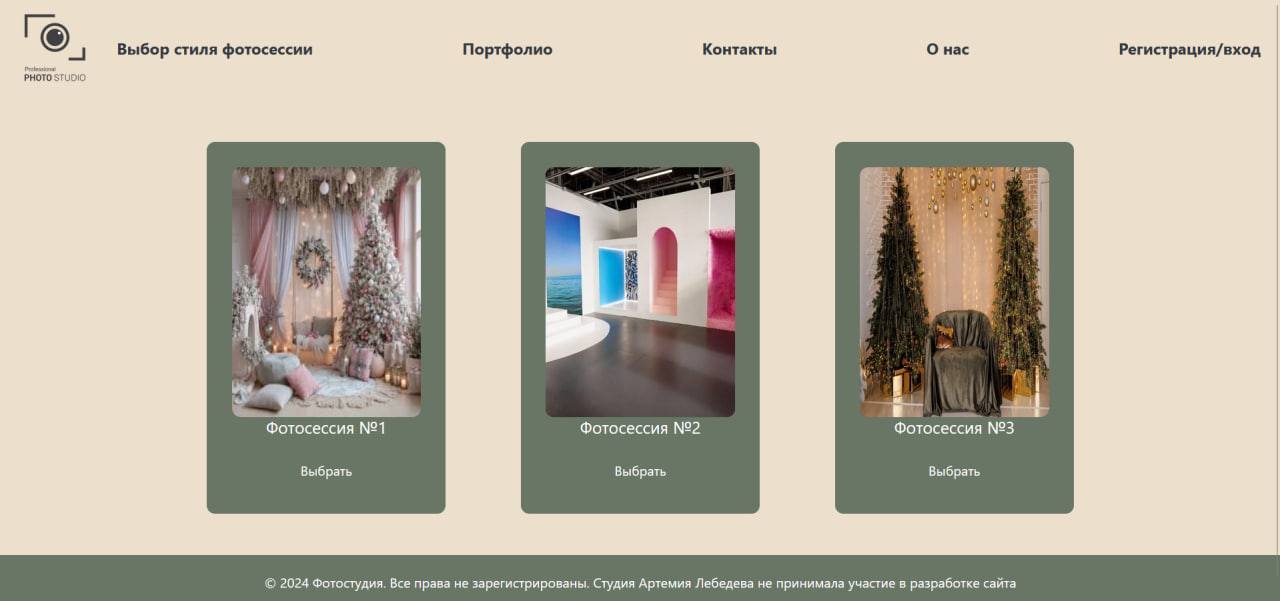 Professional
PHOTO STUDIO
Выбор стиля фотосессии
Портфолио
Контакты
О нас
Регистрация/вход
Фотосессия №1
Фотосессия №2
Фотосессия №3
Выбрать
Выбрать
Выбрать
© 2024 Фотостудия. Все права не зарегистрированы. Студия Артемия Лебедева не принимала участие в разработке сайта